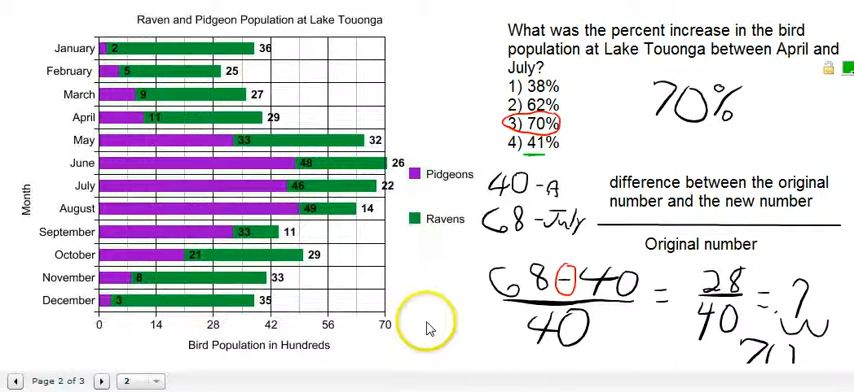 Raven and Pidgeon Population at Lake Touonga
January 2 36
February 5 25
March 9 27
April 11 29
May 33 32
June 48 26
July 46 22
August 49 14
September 33 11
October 21 29
November 8 33
December 3 35
Month
0 14 28 42 56 70
Bird Population in Hundreds
Pidgeons
Ravens
What was the percent increase in the bird
population at Lake Touonga between April and
July?
1) 38%
2) 62%
3) 70%
4) 41%
70%
40 - A
68 - July
difference between the original
number and the new number
Original number
68 - 40
40
=
28
40
= . ?
70
Page 2 of 3 2